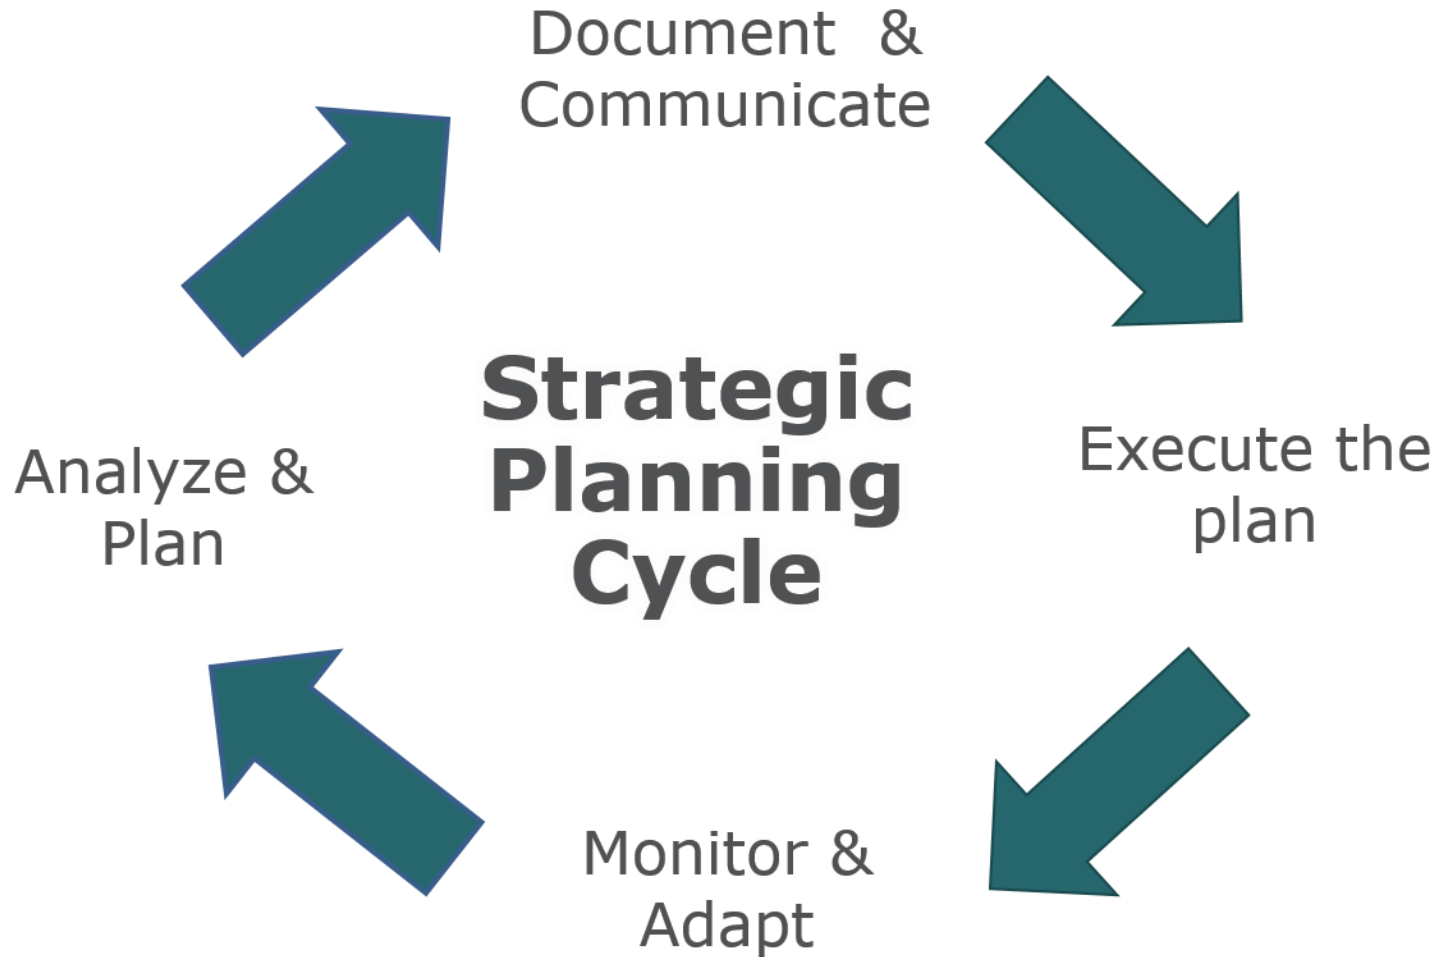 Document  &
Communicate
Strategic
Planning
Cycle
Execute the
plan
Analyze &
Plan
Monitor &
Adapt